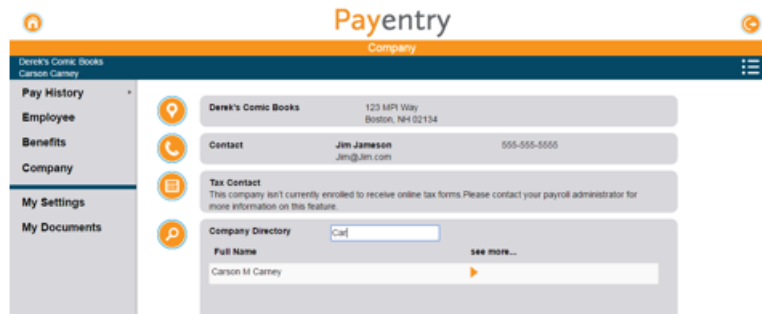 Payentry
Company
Derek's Comic Books
Carson Carney
Pay History
Employee
Benefits
Company
My Settings
My Documents
Derek's Comic Books 123 MPI Way
Boston, NH 02134
Contact Jim Jameson 555-555-5555
Jim@Jim.com
Tax Contact
This company isn't currently enrolled to receive online tax forms.Please contact your payroll administrator for
more information on this feature.
Company Directory Car
Full Name see more...
Carson M Carney